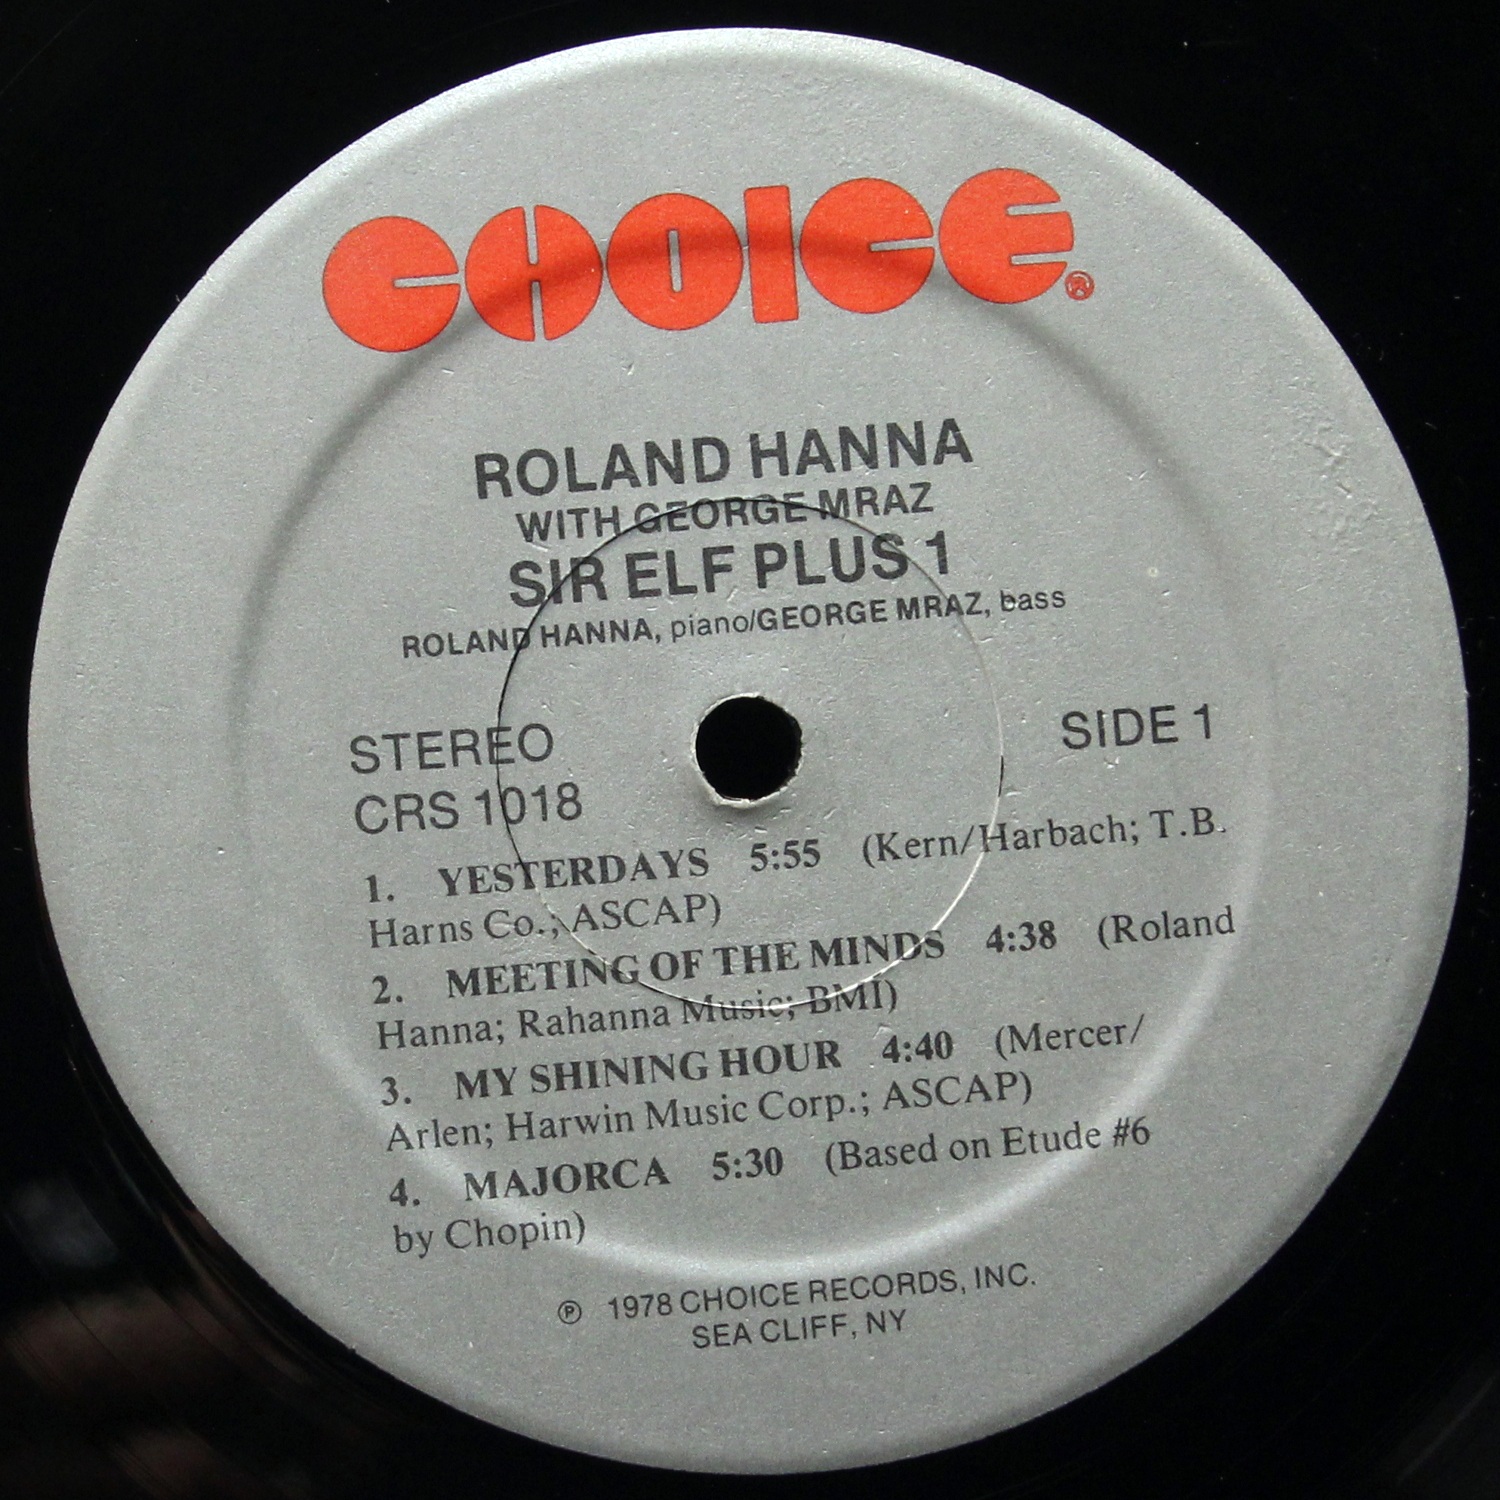 CHOICE®
ROLAND HANNA
WITH GEORGE MRAZ
SIR ELF PLUS 1
ROLAND HANNA, piano/GEORGE MRAZ, bass
STEREO
CRS 1018
SIDE 1
1. YESTERDAYS 5:55 (Kern/Harbach; T.B.
Harns Co.; ASCAP)
2. MEETING OF THE MINDS 4:38 (Roland
Hanna; Rahanna Music; BMI)
3. MY SHINING HOUR 4:40 (Mercer/
Arlen; Harwin Music Corp.; ASCAP)
4. MAJORCA 5:30 (Based on Etude #6
by Chopin)
℗ 1978 CHOICE RECORDS, INC.
SEA CLIFF, NY